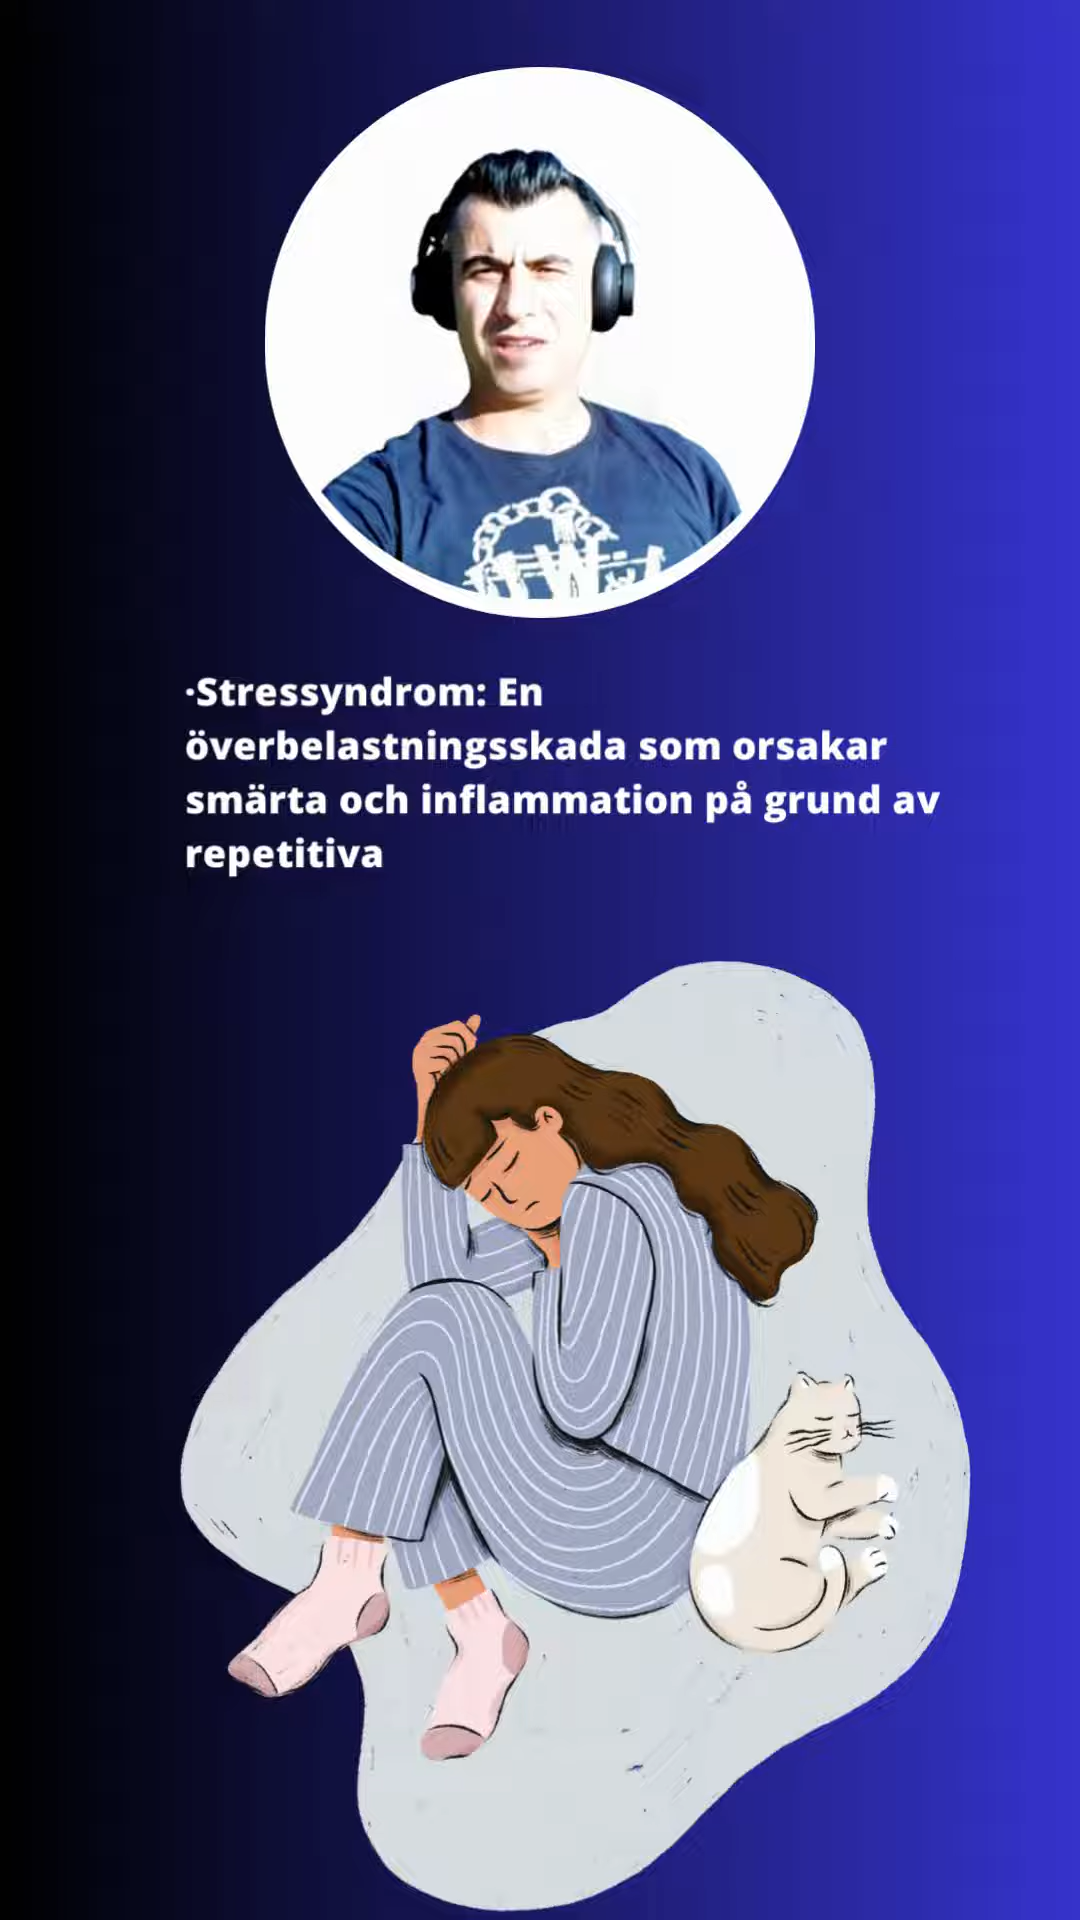 ·Stressyndrom: En
överbelastningsskada som orsakar
smärta och inflammation på grund av
repetitiva